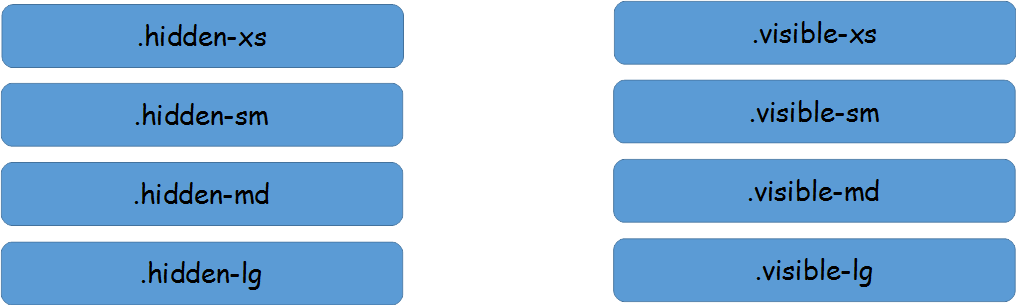 .hidden-xs
.visible-xs
.hidden-sm
.visible-sm
.hidden-md
.visible-md
.hidden-lg
.visible-lg